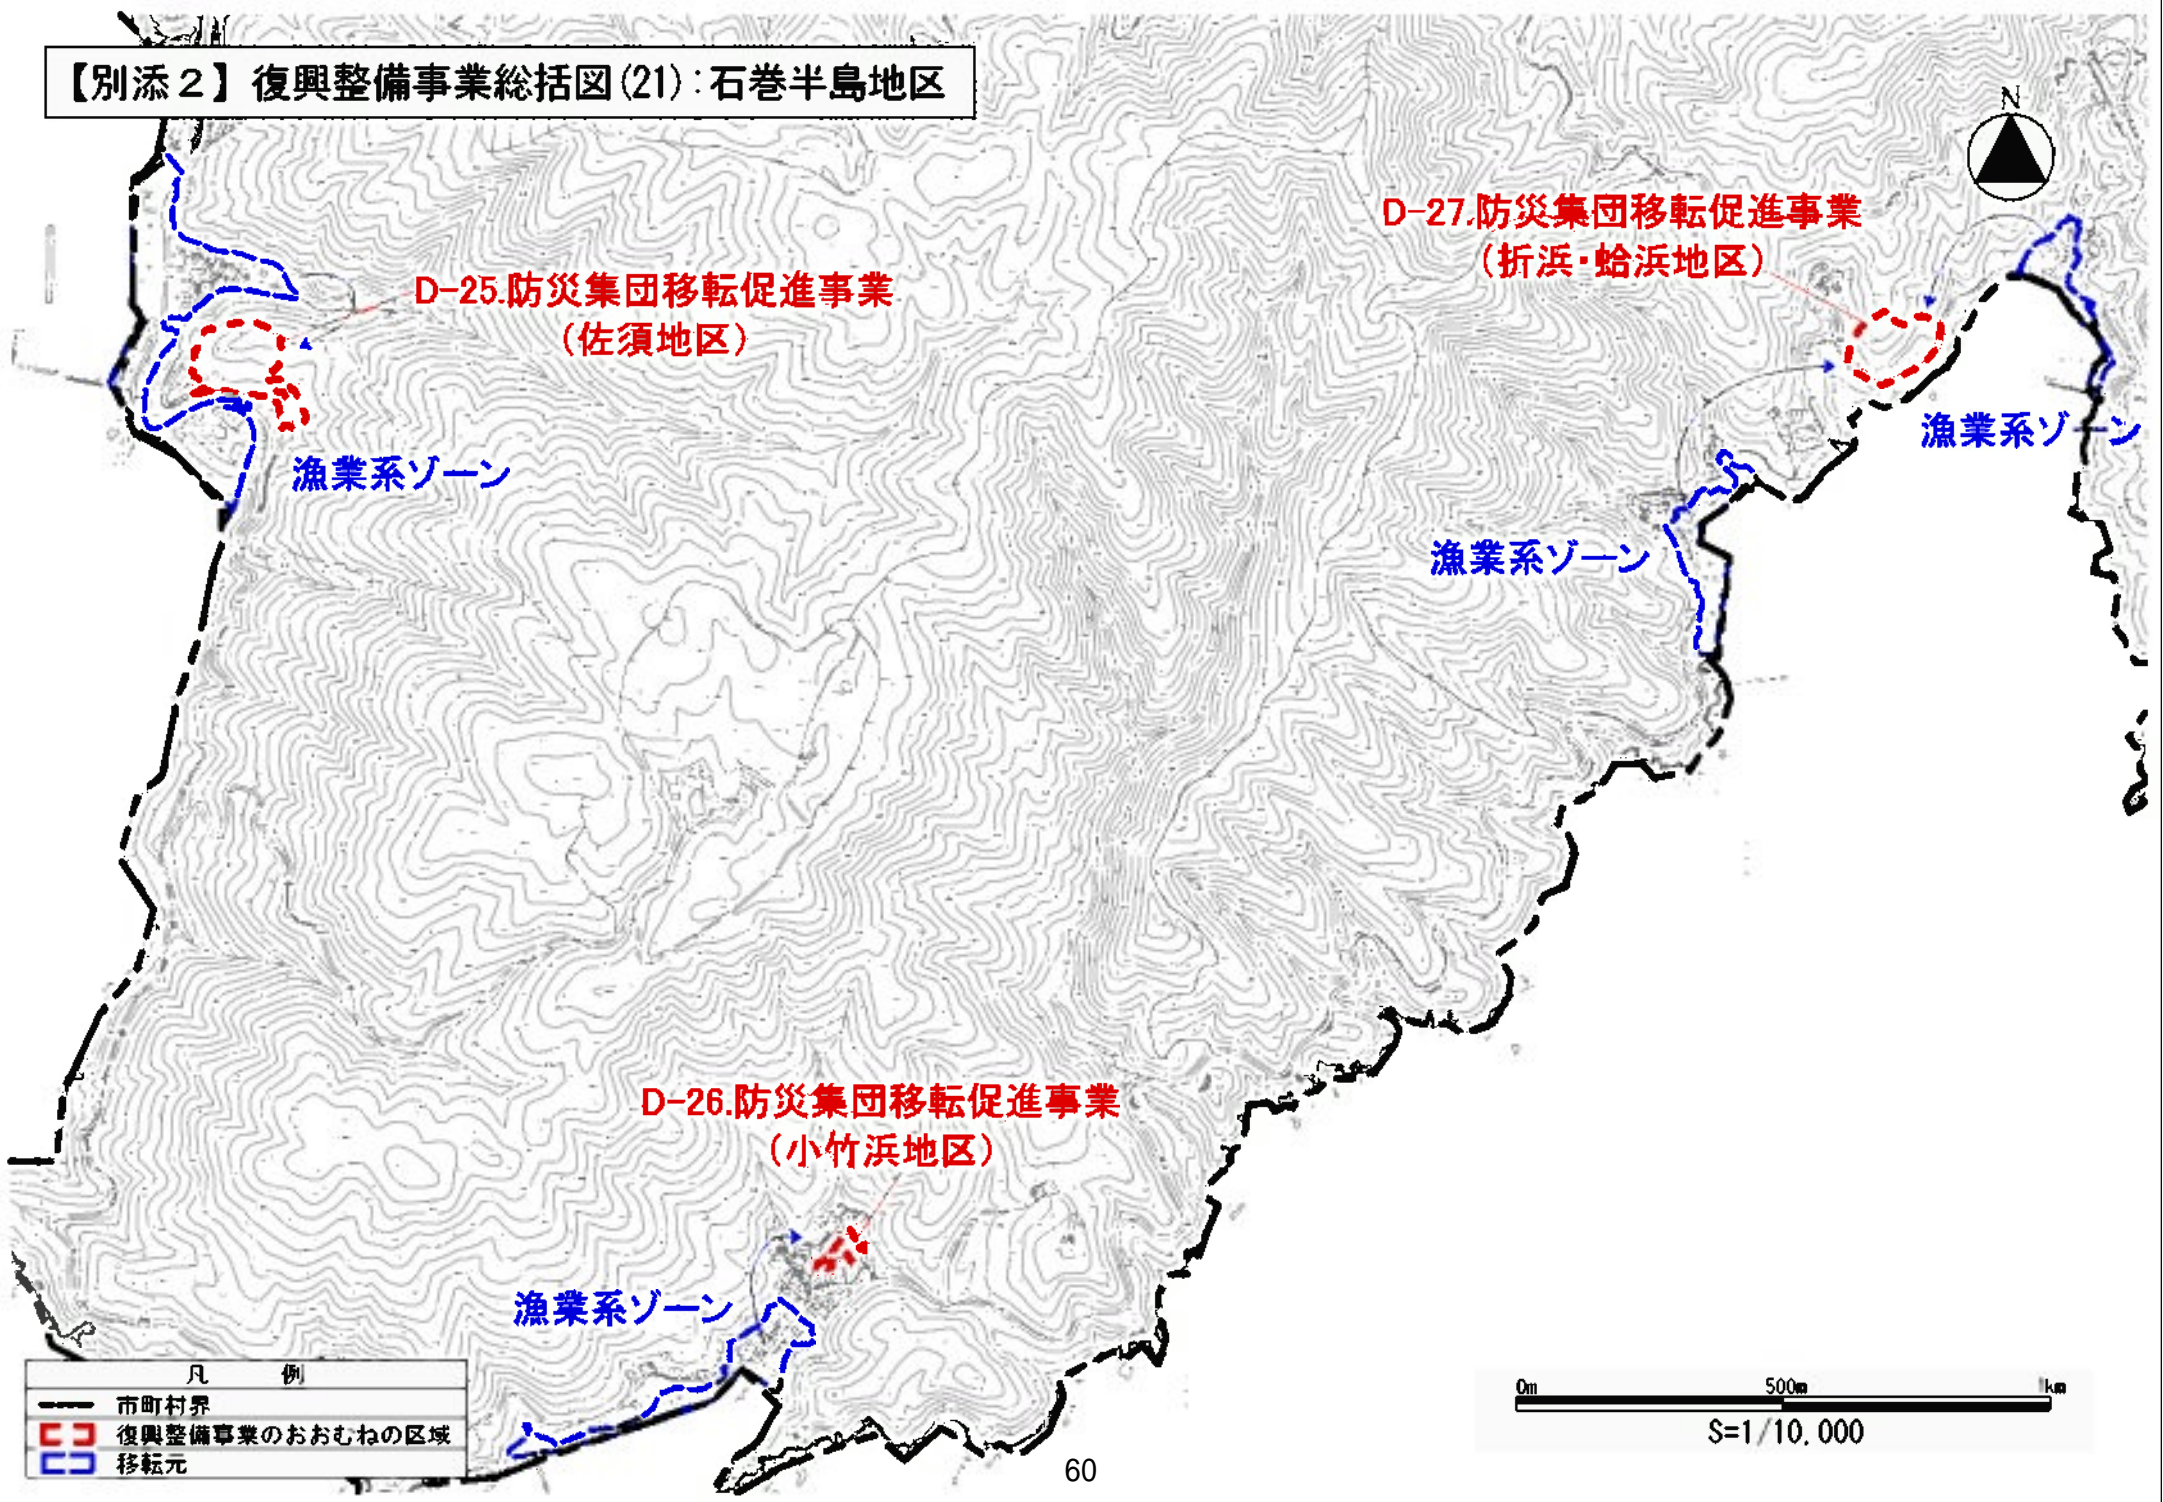 【別添２】復興整備事業総括図(21)：石巻半島地区
N
D-27.防災集団移転促進事業
（折浜・蛤浜地区）
D-25.防災集団移転促進事業
（佐須地区）
漁業系ゾーン
漁業系ゾーン
漁業系ゾーン
D-26.防災集団移転促進事業
（小竹浜地区）
漁業系ゾーン
凡 例
市町村界
復興整備事業のおおむねの区域
移転元
0m 500m 1km
S=1/10,000
60